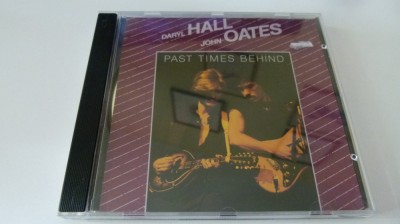 DARYL HALL
JOHN OATES
PAST TIMES BEHIND